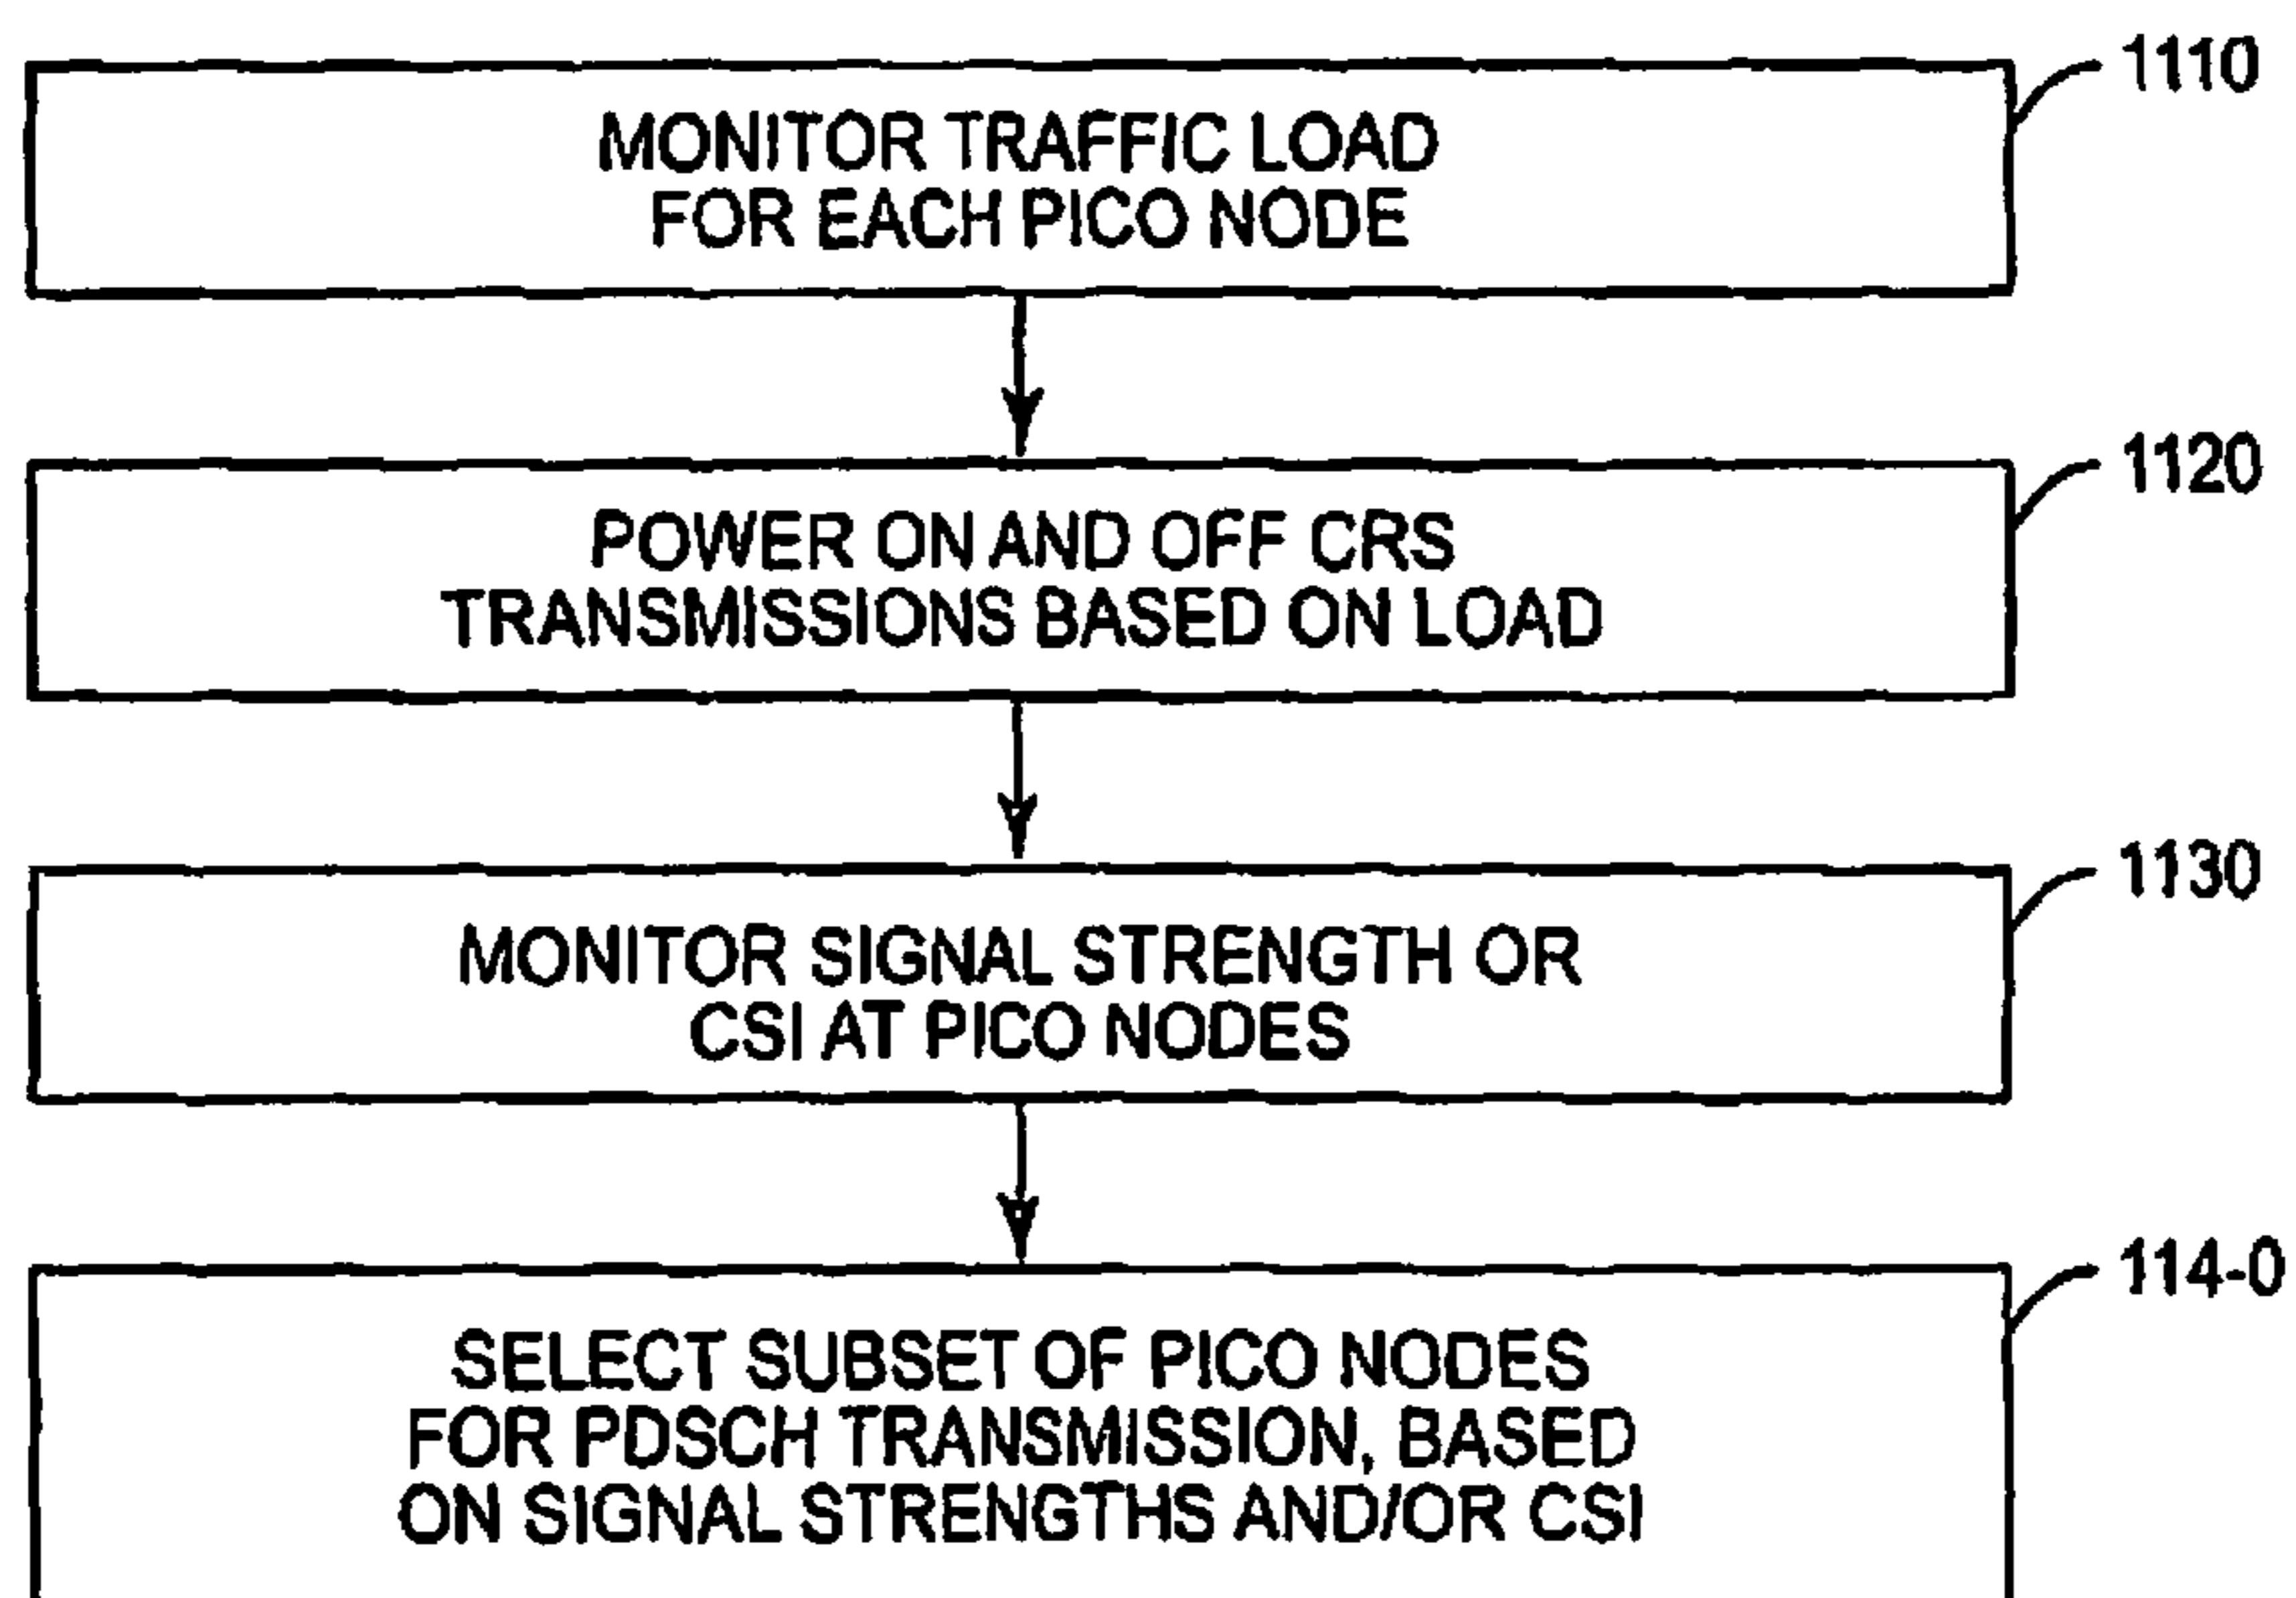 1110
MONITOR TRAFFIC LOAD
FOR EACH PICO NODE
1120
POWER ON AND OFF CRS
TRANSMISSIONS BASED ON LOAD
1130
MONITOR SIGNAL STRENGTH OR
CSI AT PICO NODES
114-0
SELECT SUBSET OF PICO NODES
FOR PDSCH TRANSMISSION, BASED
ON SIGNAL STRENGTHS AND/OR CSI